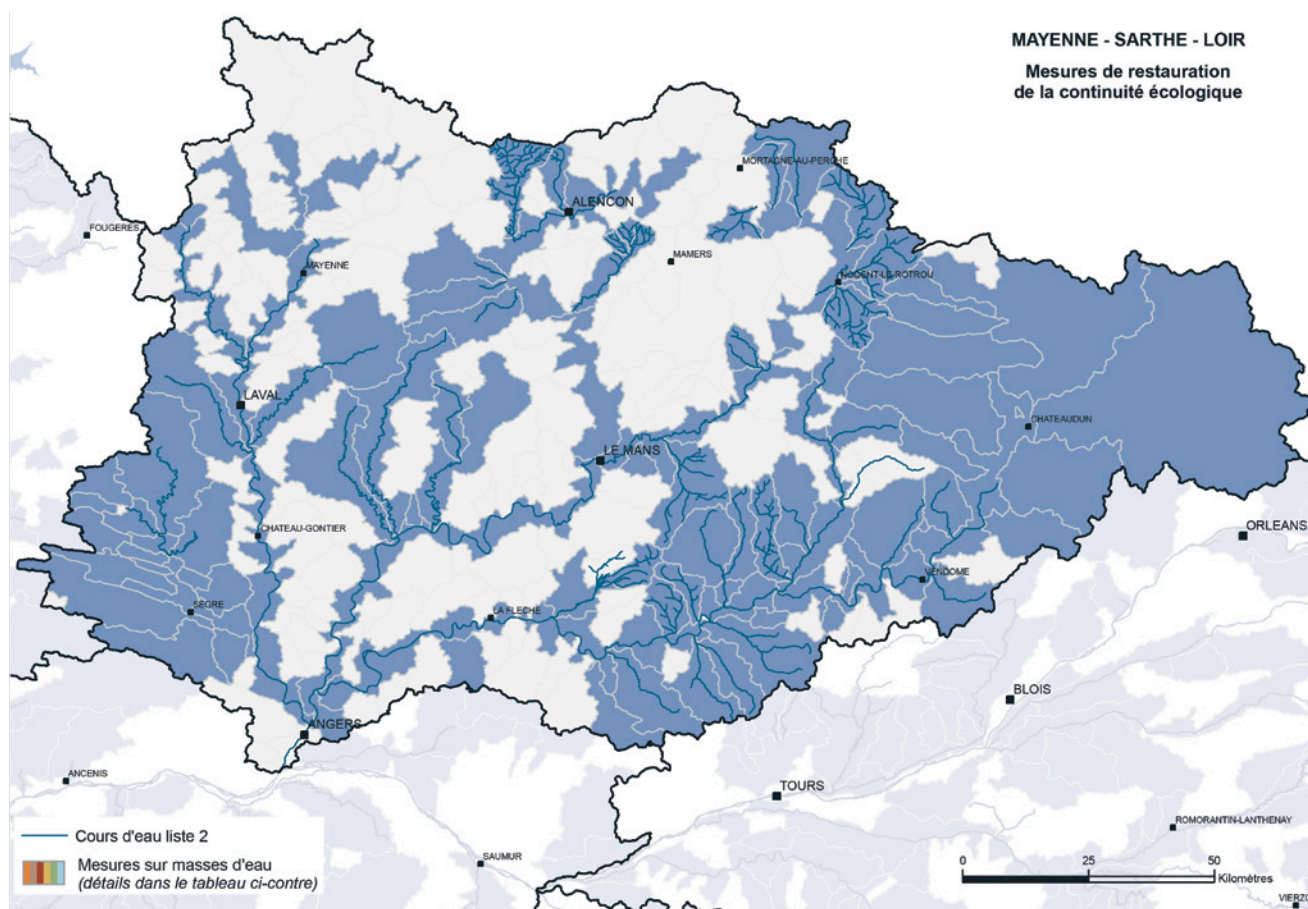 MAYENNE - SARTHE - LOIR
Mesures de restauration
de la continuité écologique
MORTAGNE-AU-PERCHE
ALENCON
FOUGERES
MAMERS
MAYENNE
NOGENT-LE-ROTROU
LAVAL
CHATEAUDUN
LE MANS
CHATEAU-GONTIER
ORLEANS
VENDOME
SEGRE
LA FLECHE
BLOIS
ANGERS
ANCENIS
TOURS
ROMORANTIN-LANTHENAY
SAUMUR
Cours d'eau liste 2
Mesures sur masses d'eau
(détails dans le tableau ci-contre)
0 25 50
Kilomètres
VIERZO